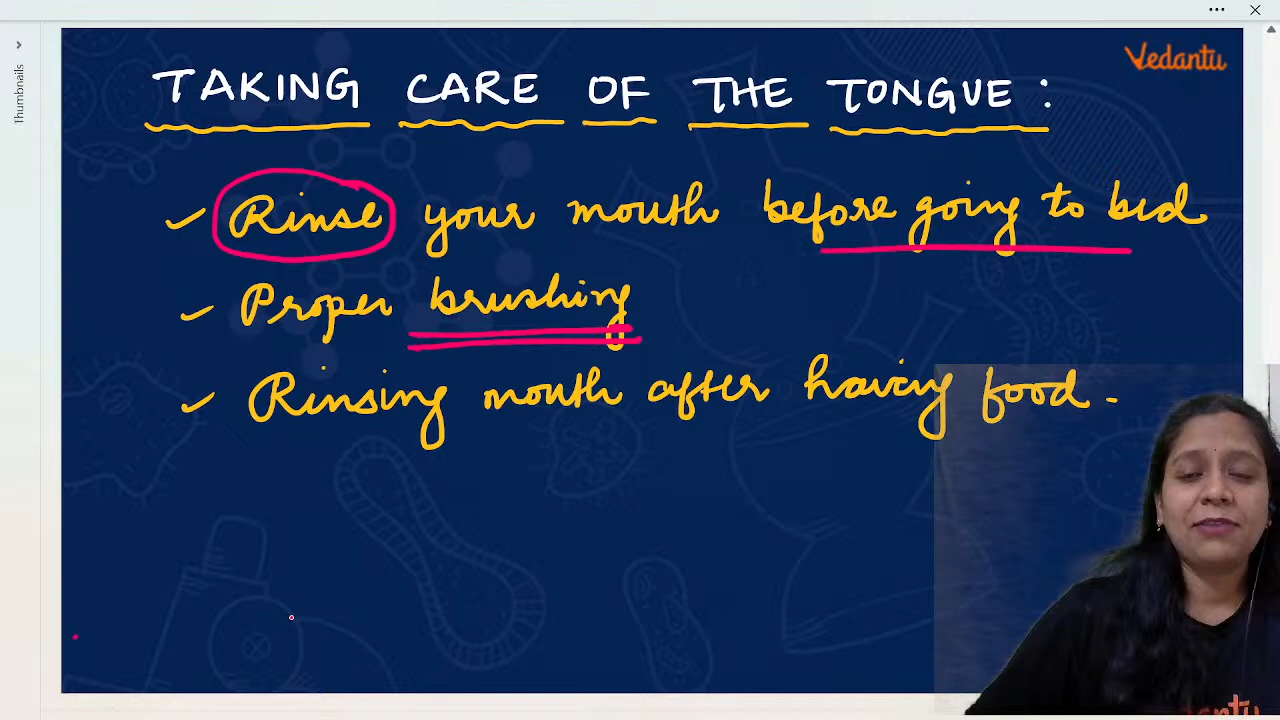 Thumbnails
Vedantu
TAKING CARE OF THE TONGUE :
Rinse your mouth before going to bed
Proper brushing
Rinsing mouth after having food.